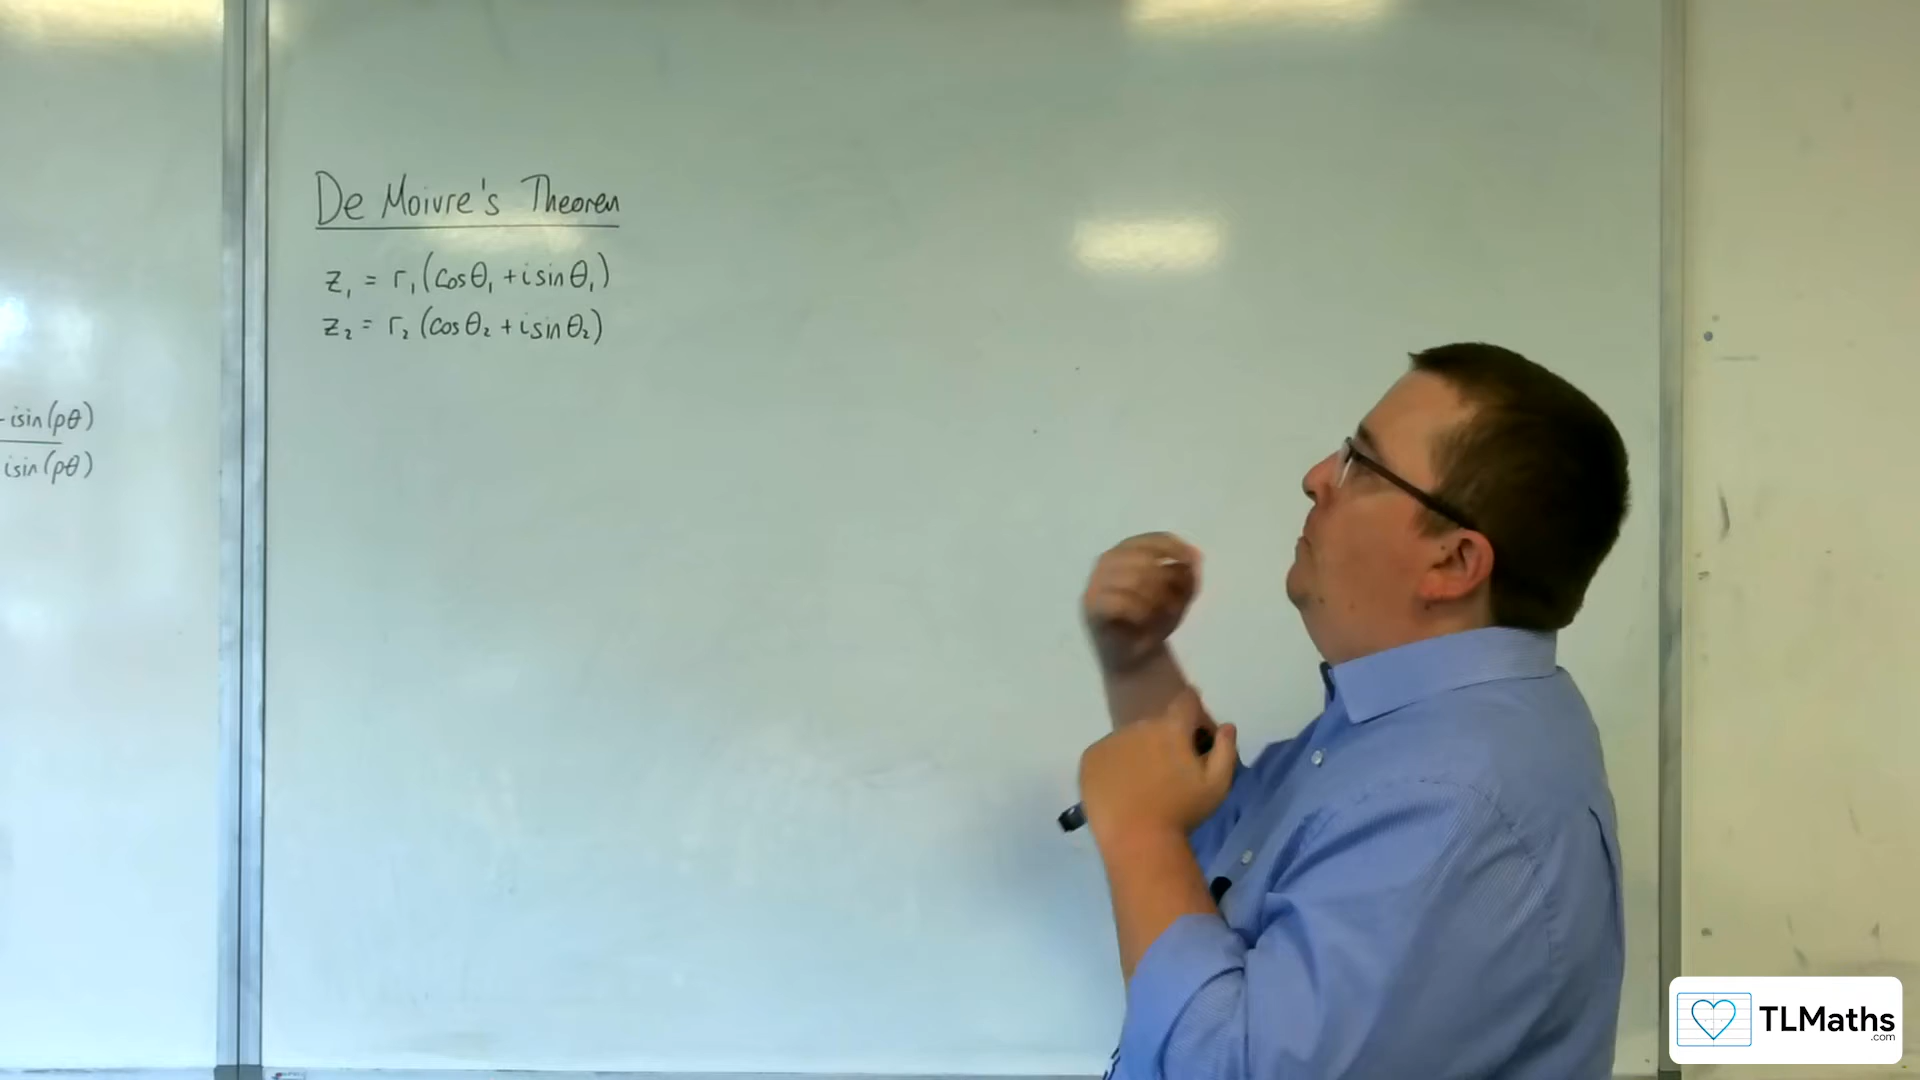 De Moivre's Theorem
z₁ = r₁(cosθ₁ + isinθ₁)
z₂ = r₂(cosθ₂ + isinθ₂)
isin(pθ)
isin(pθ)
TLMaths
.com